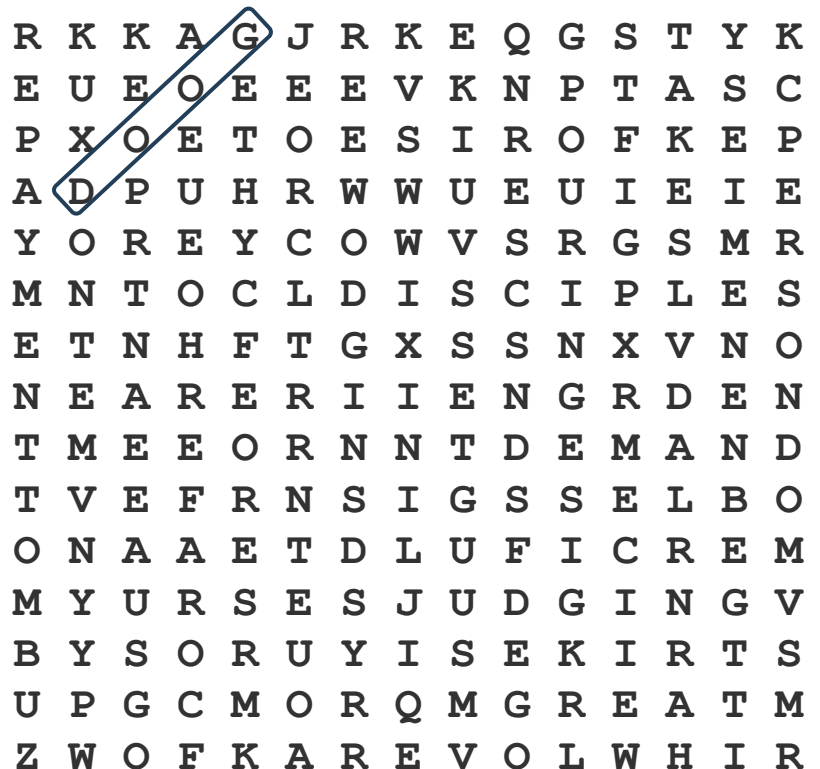 R K K A G J R K E Q G S T Y K
E U E O E E E V K N P T A S C
P X O E T O E S I R O F K E P
A D P U H R W W U E U I E I E
Y O R E Y C O W V S R G S M R
M N T O C L D I S C I P L E S
E T N H F T G X S S N X V N O
N E A R E R I I E N G R D E N
T M E E O R N N T D E M A N D
T V E F R N S I G S S E L B O
O N A A E T D L U F I C R E M
M Y U R S E S J U D G I N G V
B Y S O R U Y I S E K I R T S
U P G C M O R Q M G R E A T M
Z W O F K A R E V O L W H I R